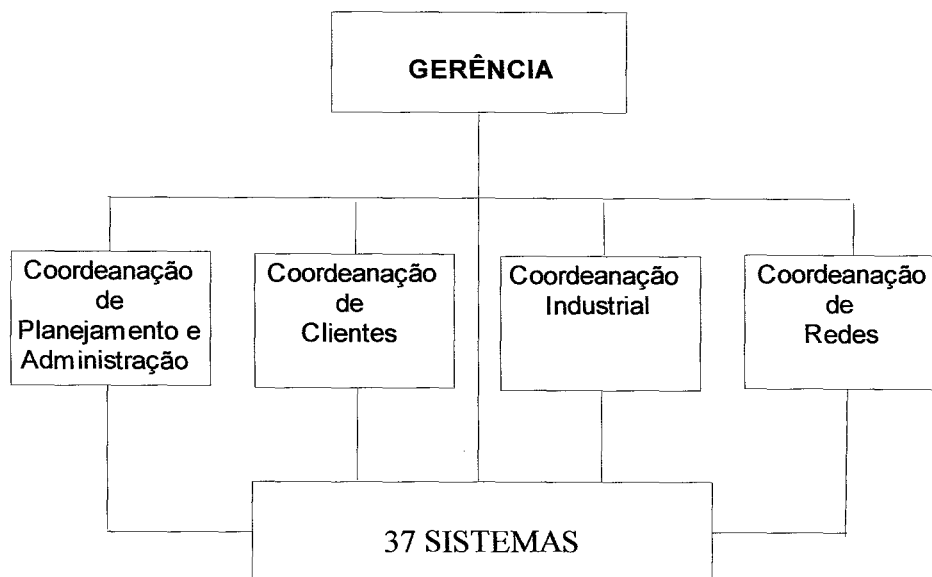 GERÊNCIA
Coordeanação
de
Planejamento e
Administração
Coordeanação
de
Clientes
Coordeanação
Industrial
Coordeanação
de
Redes
37 SISTEMAS